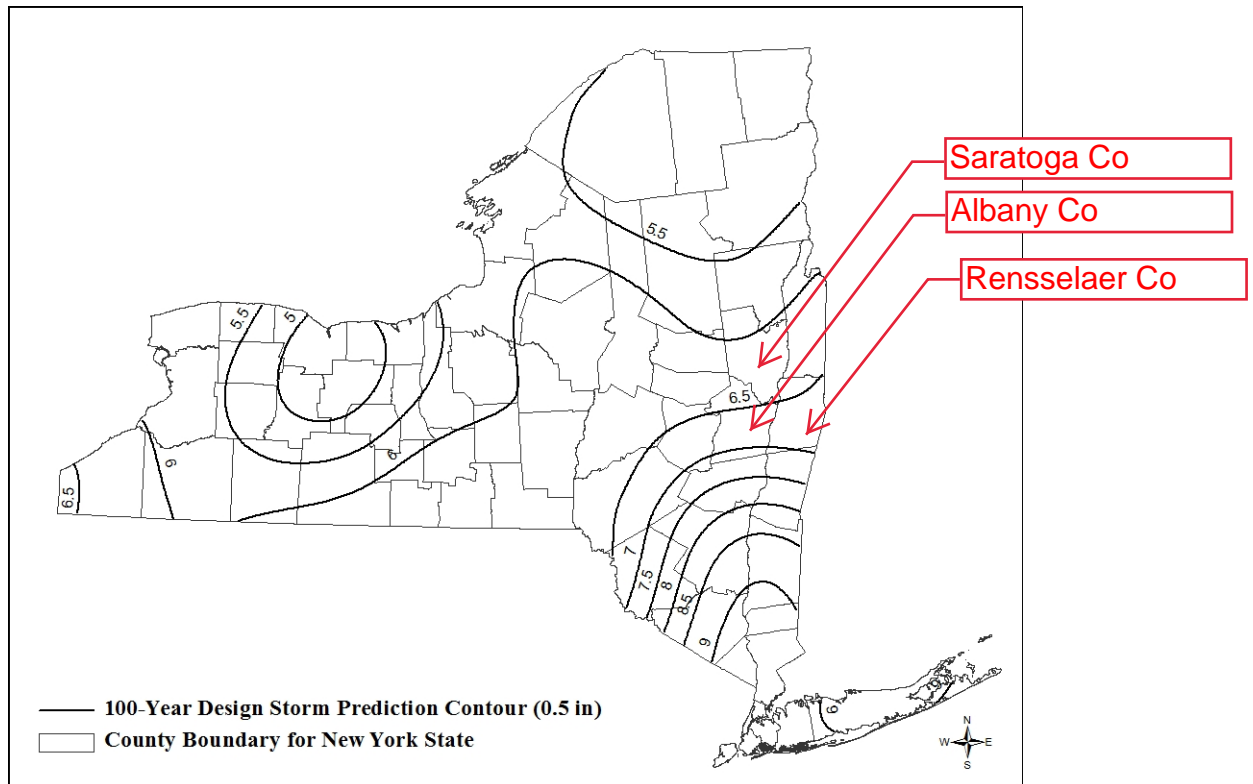 Saratoga Co
Albany Co
Rensselaer Co
5.5
5.5
5
6.5
6
9
6.5
7
7.5
8
8.5
9
6
100-Year Design Storm Prediction Contour (0.5 in)
County Boundary for New York State
N
W E
S